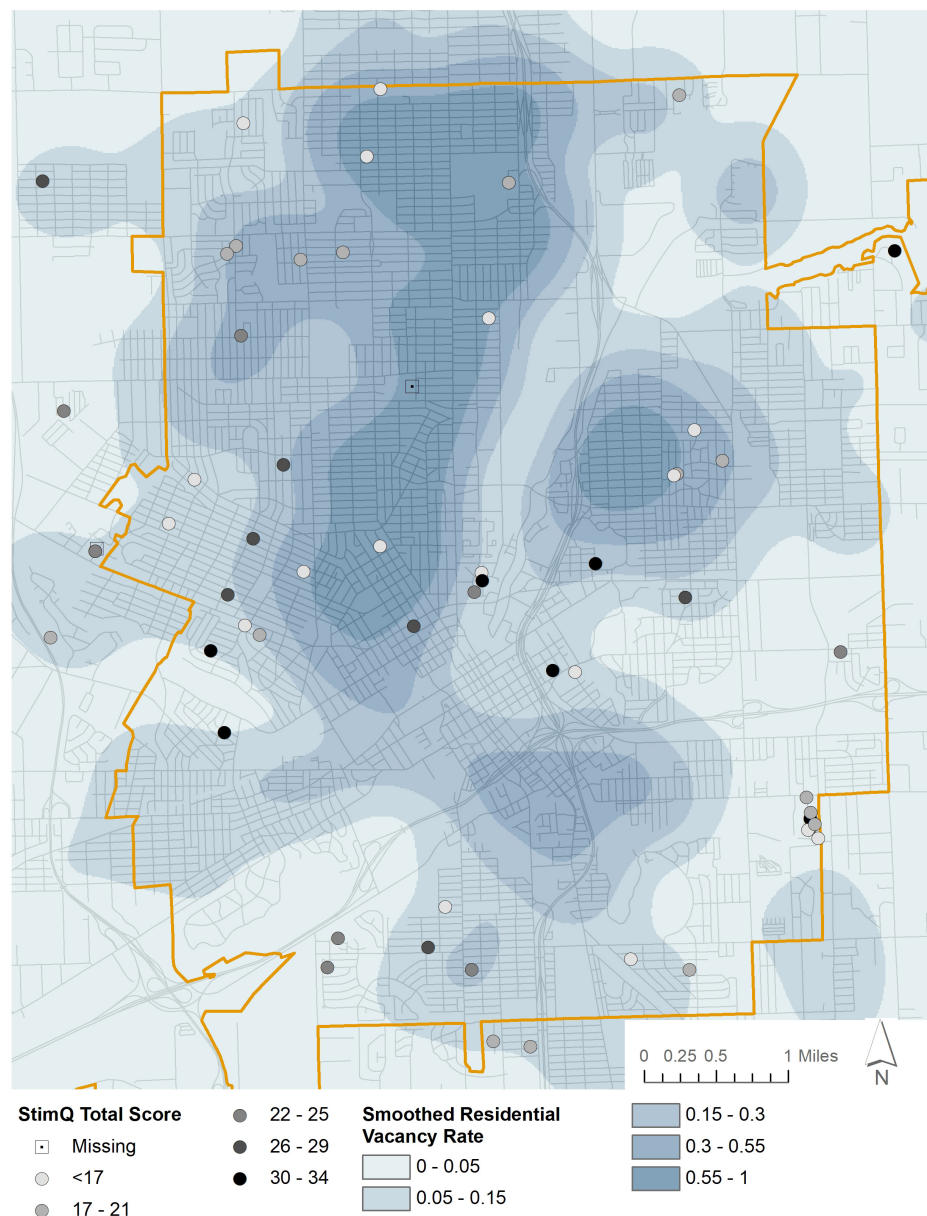 0 0.25 0.5 1 Miles
N
StimQ Total Score
Missing
<17
17 - 21
22 - 25
26 - 29
30 - 34
Smoothed Residential
Vacancy Rate
0 - 0.05
0.05 - 0.15
0.15 - 0.3
0.3 - 0.55
0.55 - 1